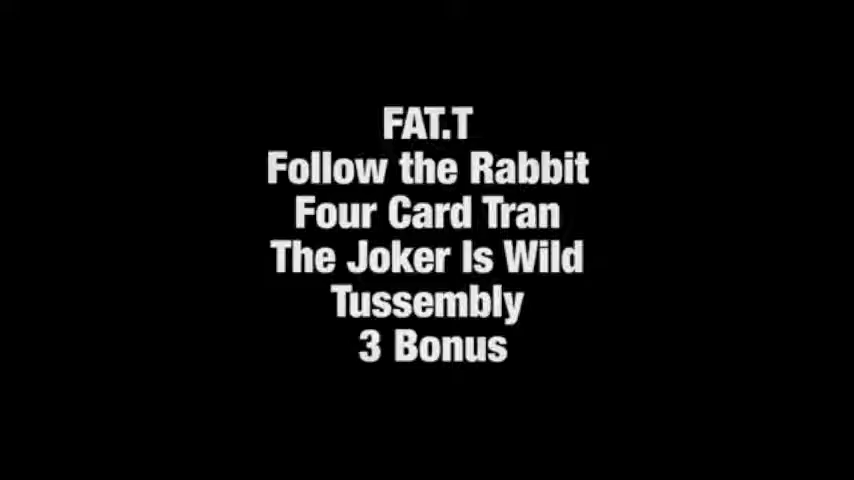 FAT.T
Follow the Rabbit
Four Card Tran
The Joker Is Wild
Tussembly
3 Bonus